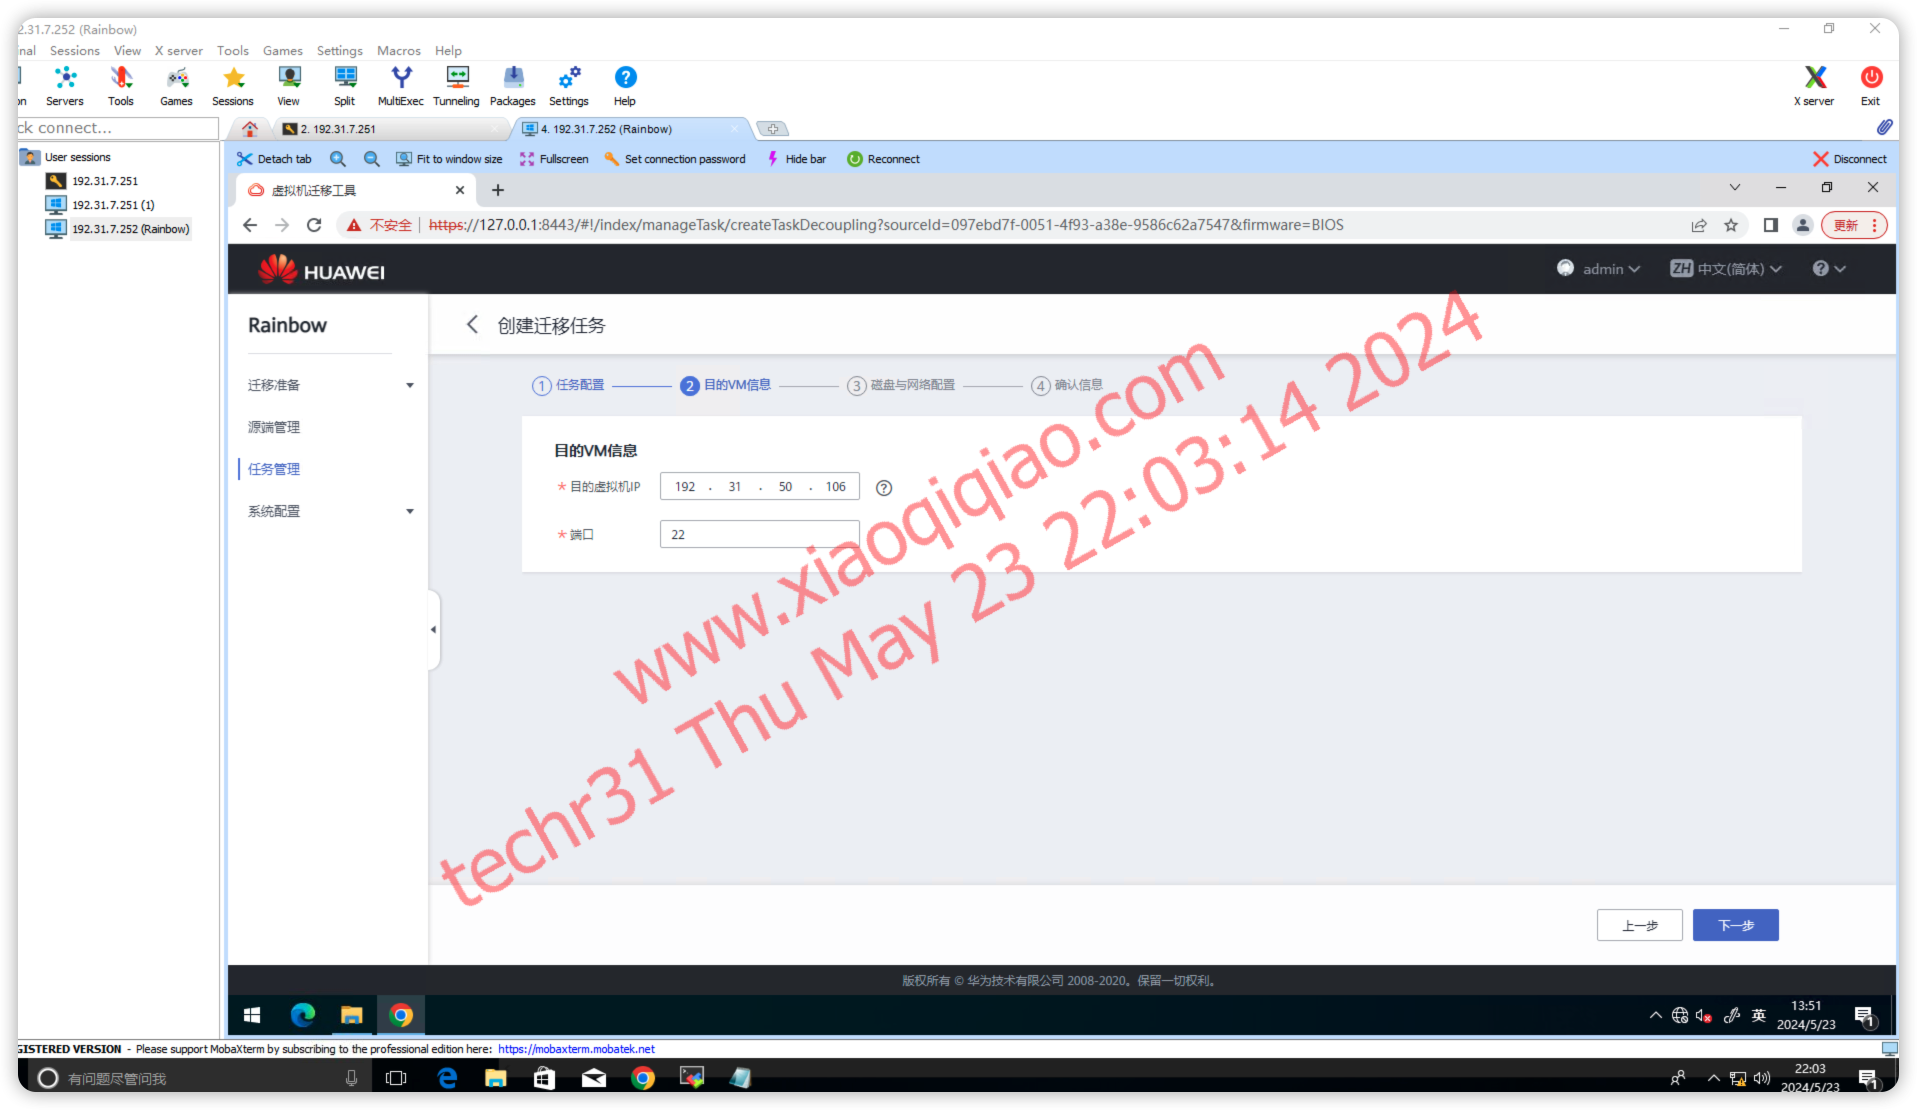 2.31.7.252 (Rainbow)
inal Sessions View X server Tools Games Settings Macros Help
on Servers Tools Games Sessions View Split MultiExec Tunneling Packages Settings Help X server Exit
ck connect...
2. 192.31.7.251
4. 192.31.7.252 (Rainbow)
User sessions
192.31.7.251
192.31.7.251 (1)
192.31.7.252 (Rainbow)
Detach tab Fit to window size Fullscreen Set connection password Hide bar Reconnect Disconnect
虚拟机迁移工具
不安全 https://127.0.0.1:8443/#!/index/manageTask/createTaskDecoupling?sourceId=097ebd7f-0051-4f93-a38e-9586c62a7547&firmware=BIOS
更新
HUAWEI
admin ZH 中文(简体)
Rainbow
迁移准备
源端管理
任务管理
系统配置
创建迁移任务
1 任务配置 2 目的VM信息 3 磁盘与网络配置 4 确认信息
目的VM信息
* 目的虚拟机IP 192 . 31 . 50 . 106
* 端口 22
www.xiaoqiqiao.com
techr31 Thu May 23 22:03:14 2024
上一步 下一步
版权所有 © 华为技术有限公司 2008-2020。保留一切权利。
英 13:51
2024/5/23
1
GISTERED VERSION - Please support MobaXterm by subscribing to the professional edition here: https://mobaxterm.mobatek.net
有问题尽管问我
22:03
2024/5/23
1